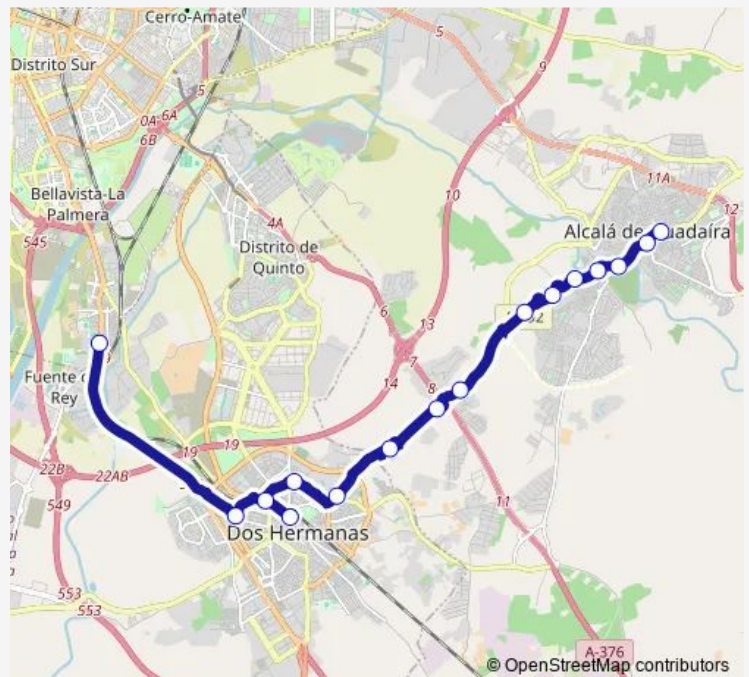 Cerro-Amate
Distrito Sur
5
5
9
0A
6A
6B
10
11A
Bellavista-La
Palmera
4A
12
545
Distrito de
Quinto
Alcalá de
uadaíra
6
13
7
14
8
Fuente
Rey
19
19
22B
22AB
549
11
Dos Hermanas
553
553
A-376
© OpenStreetMap contributors